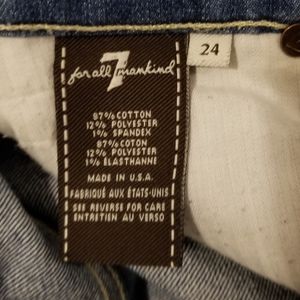 for all 7 mankind
24
87% COTTON
12% POLYESTER
1% SPANDEX
87% COTON
12% POLYESTER
1% ÉLASTHANNE
MADE IN U.S.A.
FABRIQUÉ AUX ÉTATS-UNIS
SEE REVERSE FOR CARE
ENTRETIEN AU VERSO